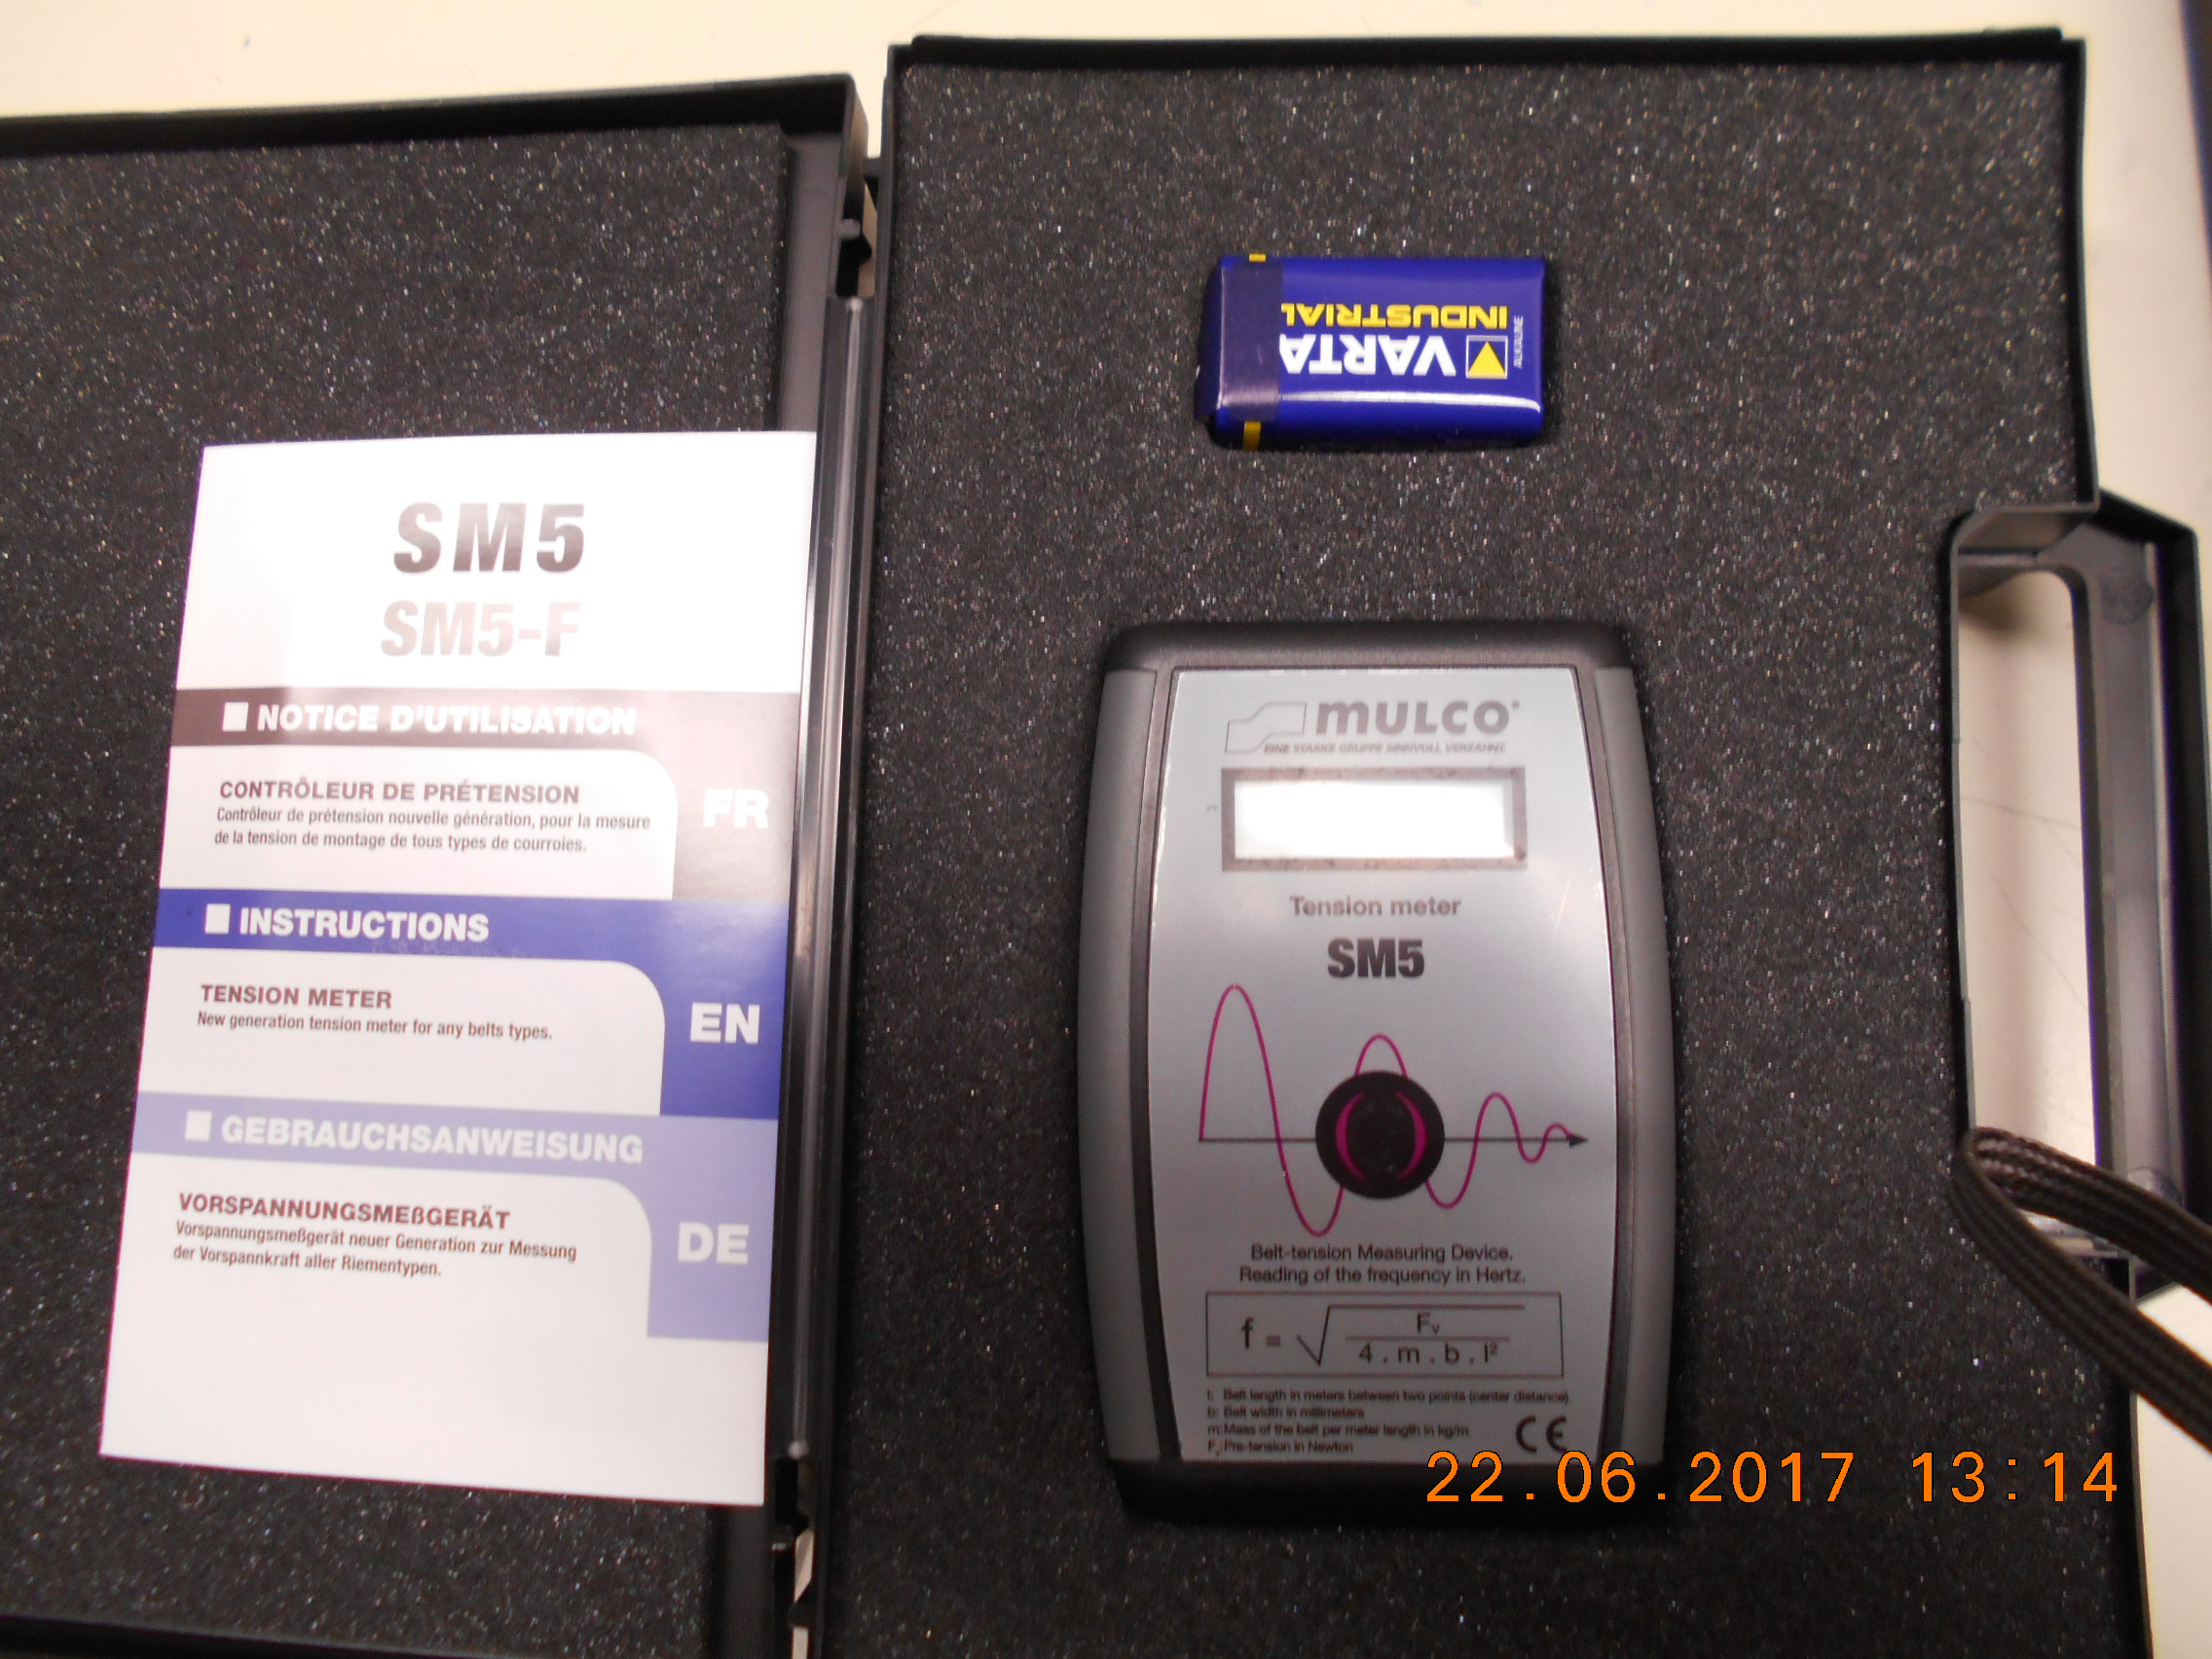 SM5
SM5-F
NOTICE D'UTILISATION
CONTRÔLEUR DE PRÉTENSION
Contrôleur de prétension nouvelle génération, pour la mesure
de la tension de montage de tous types de courroies.
FR
INSTRUCTIONS
TENSION METER
New generation tension meter for any belts types.
EN
GEBRAUCHSANWEISUNG
VORSPANNUNGSMEßGERÄT
Vorspannungsmeßgerät neuer Generation zur Messung
der Vorspannkraft aller Riementypen.
DE
VARTA
INDUSTRIAL
ALKALINE
MULCO
EINE STARKE GRUPPE SINNVOLL VERZAHNT.
Tension meter
SM5
Belt-tension Measuring Device.
Reading of the frequency in Hertz.
f = √ Fv
4 . m . b . l²
l: Belt length in meters between two points (center distance)
b: Belt width in millimeters
m: Mass of the belt per meter length in kg/m
Fv Pre-tension in Newton
CE
22.06.2017 13:14